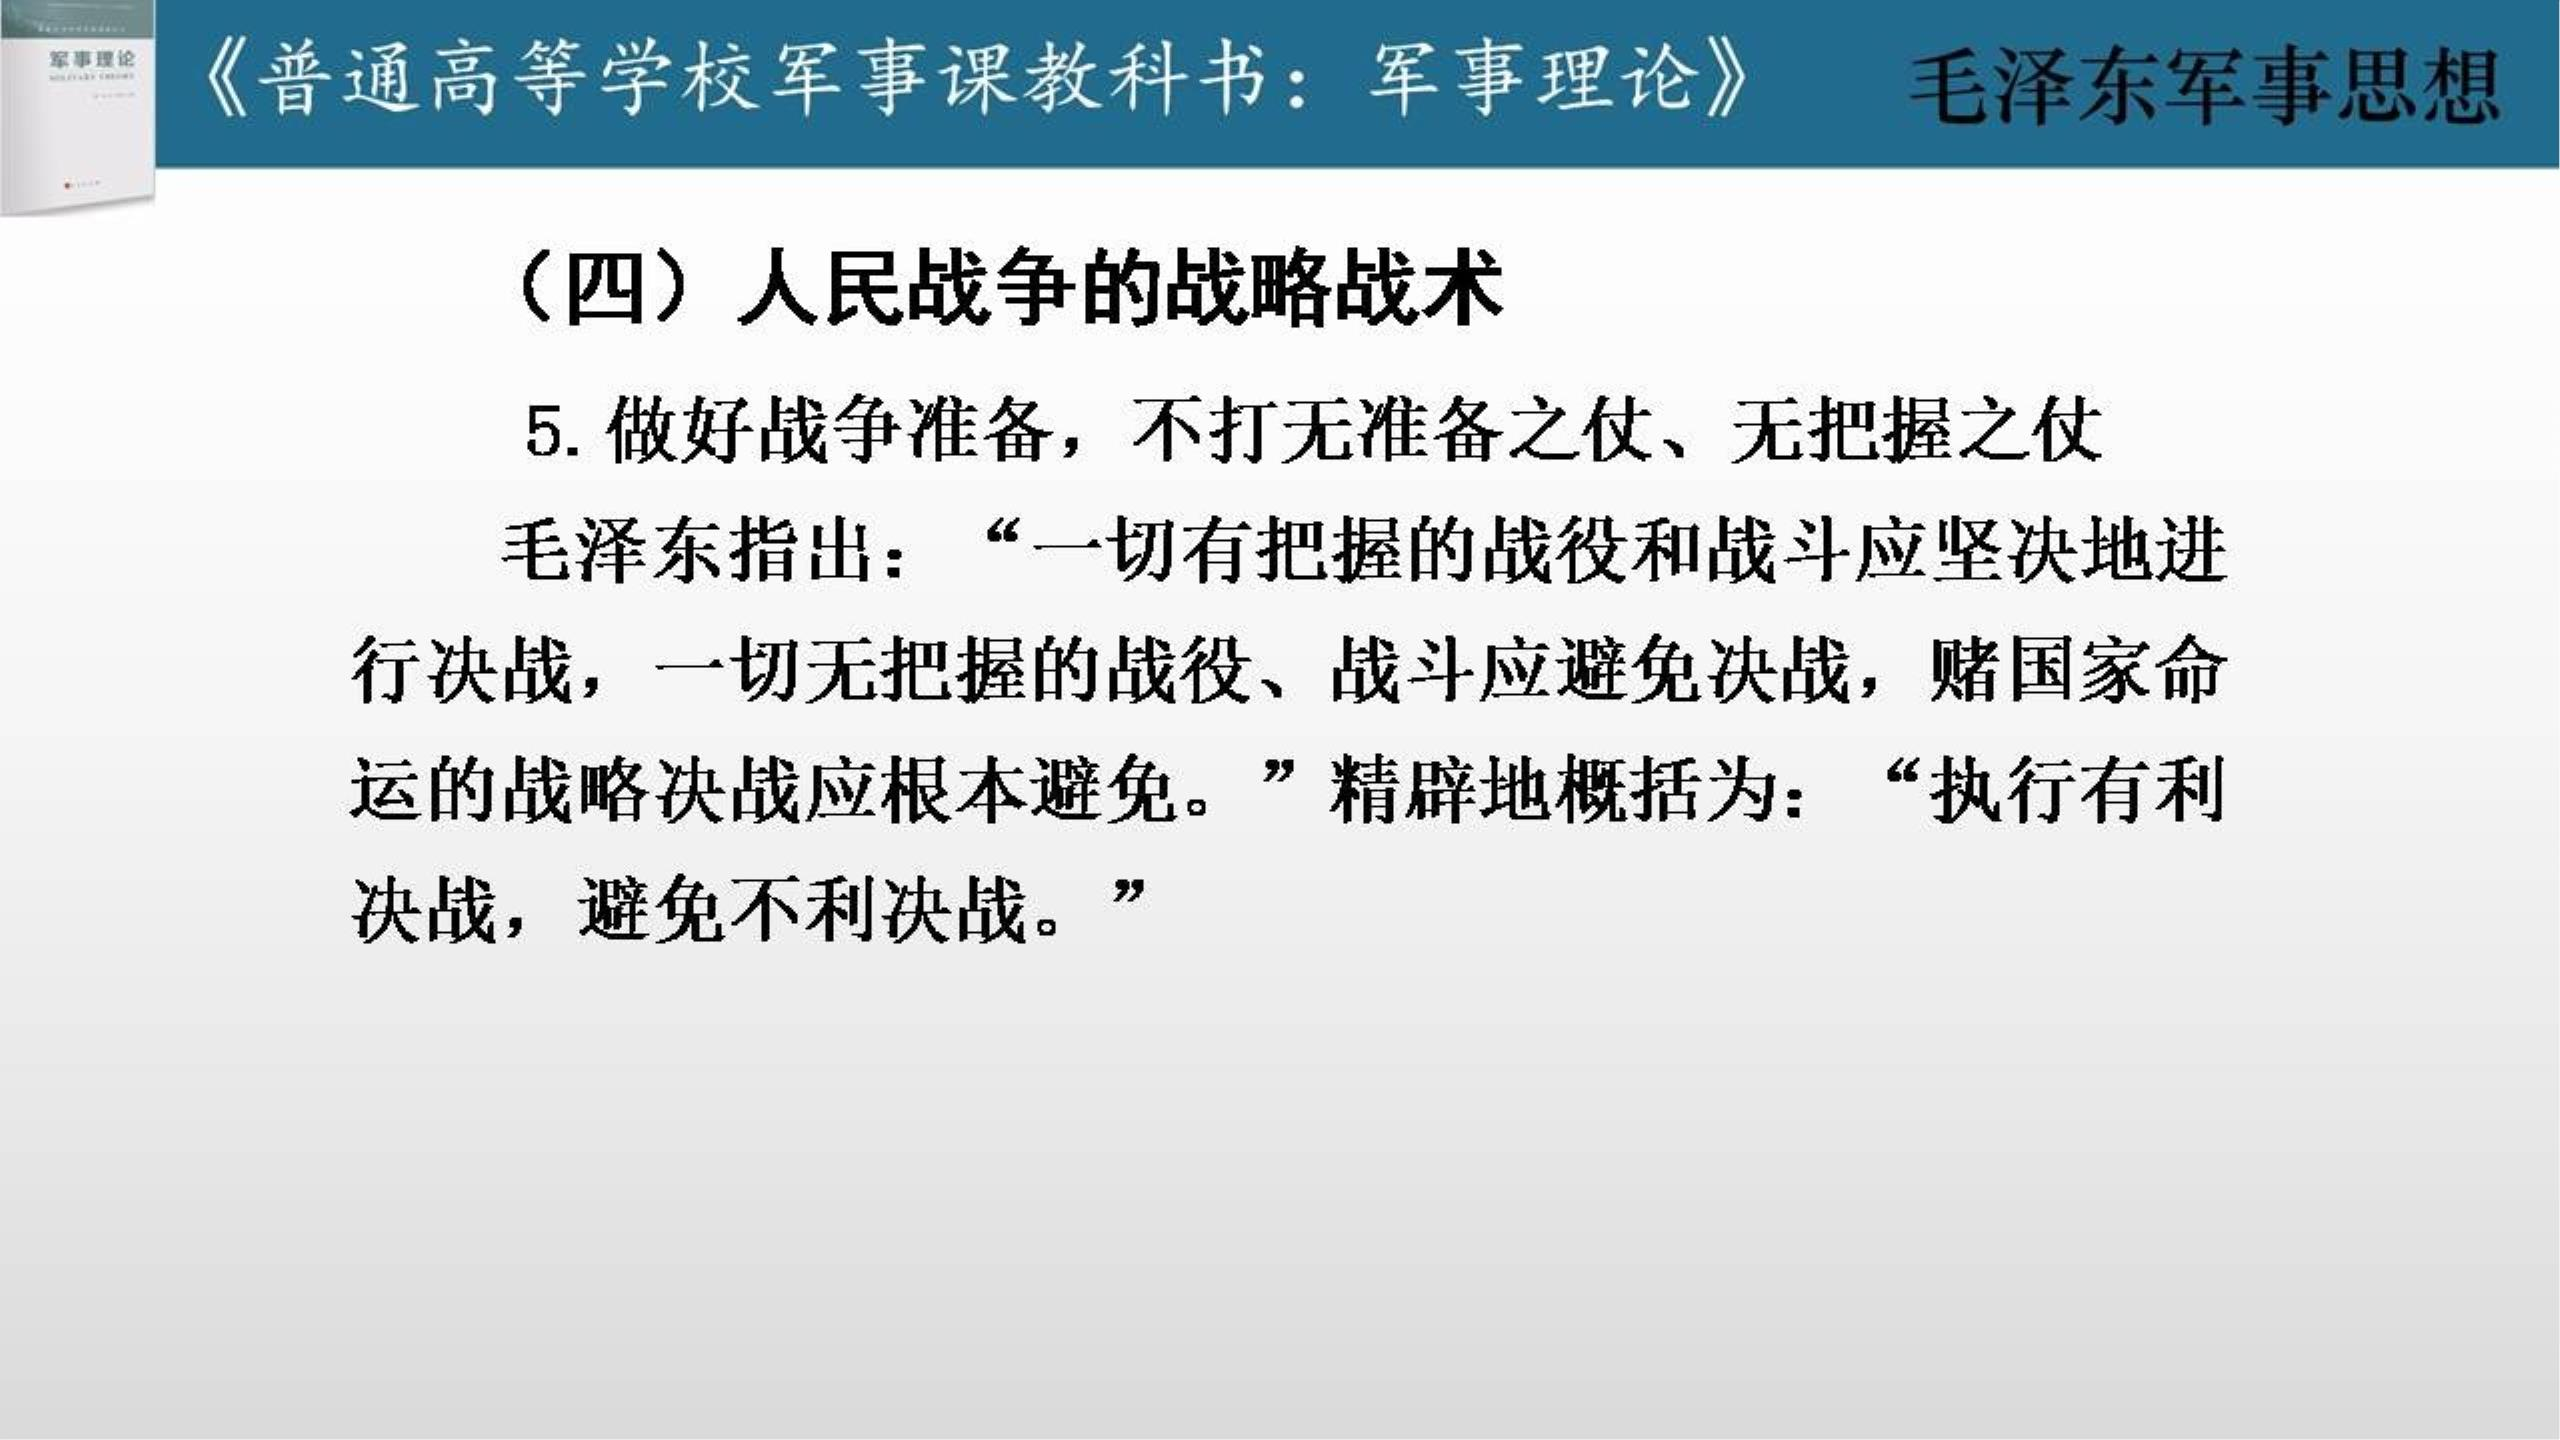 军事理论
MILITARY THEORY
《普通高等学校军事课教科书：军事理论》
毛泽东军事思想
（四）人民战争的战略战术
5.做好战争准备，不打无准备之仗、无把握之仗
毛泽东指出：“一切有把握的战役和战斗应坚决地进
行决战，一切无把握的战役、战斗应避免决战，赌国家命
运的战略决战应根本避免。”精辟地概括为：“执行有利
决战，避免不利决战。”